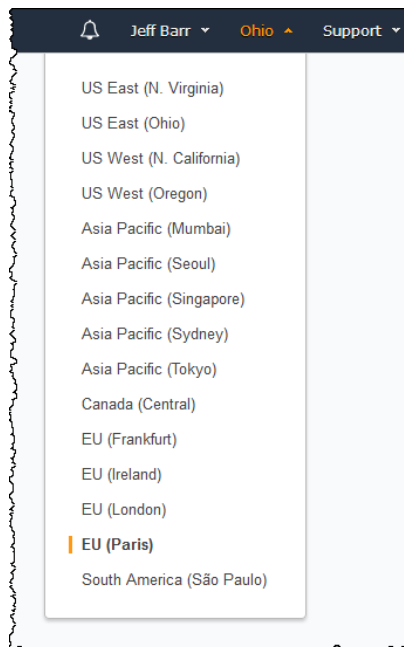 Jeff Barr Ohio Support
US East (N. Virginia)
US East (Ohio)
US West (N. California)
US West (Oregon)
Asia Pacific (Mumbai)
Asia Pacific (Seoul)
Asia Pacific (Singapore)
Asia Pacific (Sydney)
Asia Pacific (Tokyo)
Canada (Central)
EU (Frankfurt)
EU (Ireland)
EU (London)
EU (Paris)
South America (São Paulo)